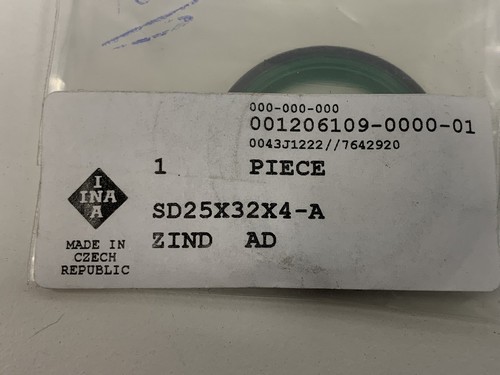 000-000-000
001206109-0000-01
0043J1222//7642920
1 PIECE
I
INA
A
SD25X32X4-A
ZIND AD
MADE IN
CZECH
REPUBLIC